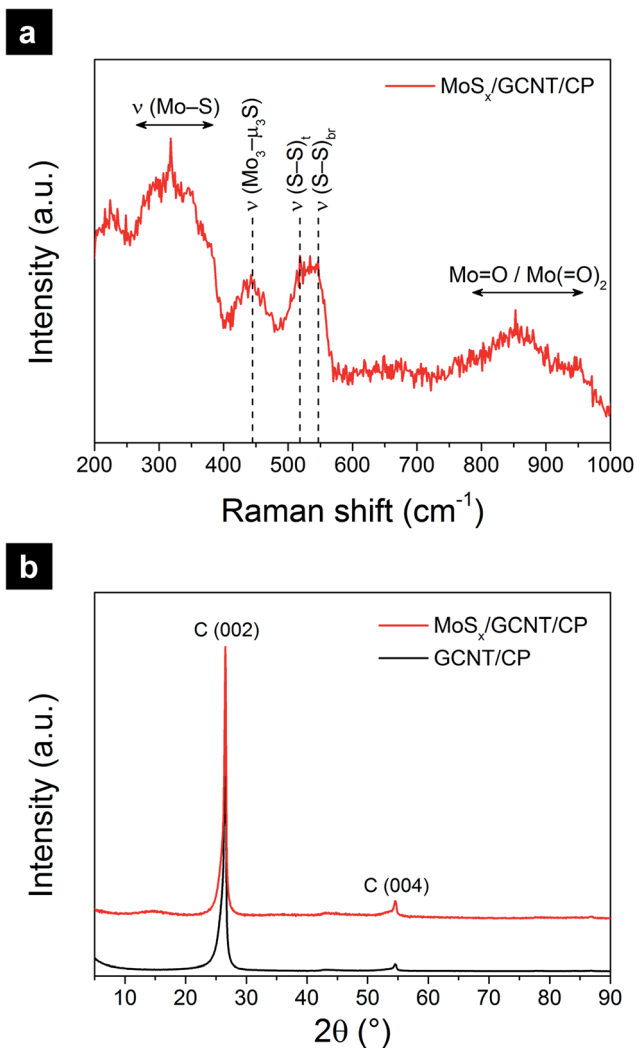 a
MoSₓ/GCNT/CP
ν (Mo–S)
ν (Mo₃–μ₃S)
ν (S–S)ₜ
ν (S–S)br
Mo=O / Mo(=O)₂
Intensity (a.u.)
200 300 400 500 600 700 800 900 1000
Raman shift (cm⁻¹)
b
C (002)
MoSₓ/GCNT/CP
GCNT/CP
C (004)
Intensity (a.u.)
10 20 30 40 50 60 70 80 90
2θ (°)